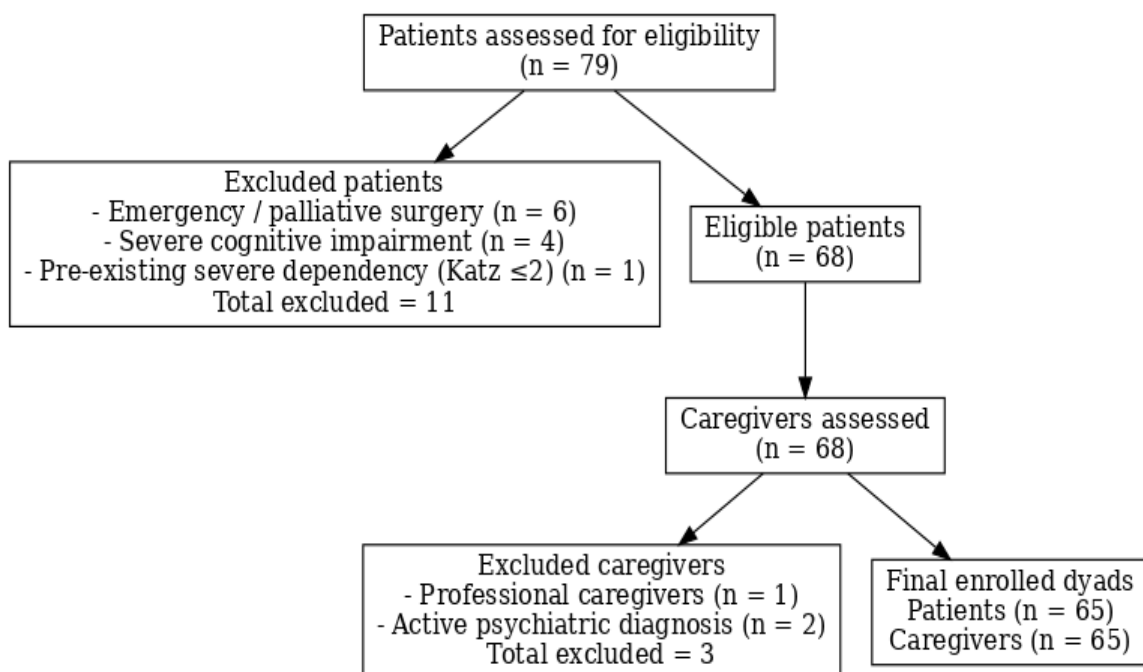 Patients assessed for eligibility
(n = 79)
Excluded patients
- Emergency / palliative surgery (n = 6)
- Severe cognitive impairment (n = 4)
- Pre-existing severe dependency (Katz ≤2) (n = 1)
Total excluded = 11
Eligible patients
(n = 68)
Caregivers assessed
(n = 68)
Excluded caregivers
- Professional caregivers (n = 1)
- Active psychiatric diagnosis (n = 2)
Total excluded = 3
Final enrolled dyads
Patients (n = 65)
Caregivers (n = 65)